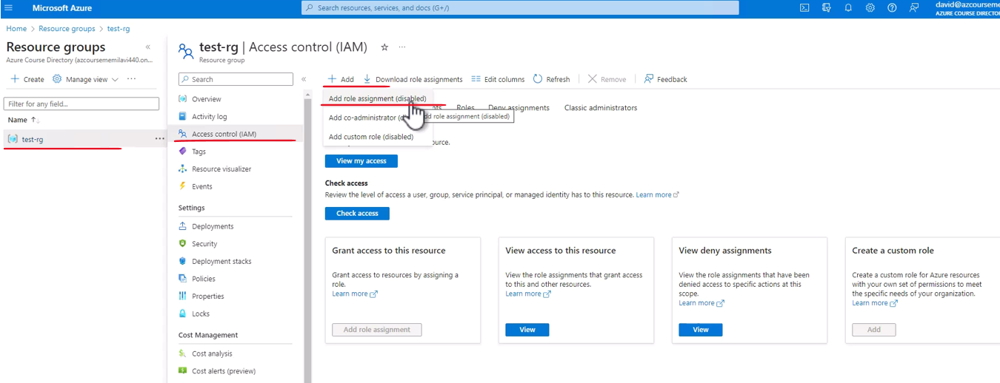 Microsoft Azure
Search resources, services, and docs (G+/)
david@azcourseme
AZURE COURSE DIRECTOR
Home > Resource groups > test-rg
Resource groups
Azure Course Directory (azcoursememilavi440.on...
Create
Manage view
...
Filter for any field...
Name ↑↓
test-rg
...
test-rg | Access control (IAM)
...
Resource group
Search
Overview
Activity log
Access control (IAM)
Tags
Resource visualizer
Events
Settings
Deployments
Security
Deployment stacks
Policies
Properties
Locks
Cost Management
Cost analysis
Cost alerts (preview)
Add
Download role assignments
Edit columns
Refresh
Remove
Feedback
Add role assignment (disabled)
Add co-administrator (d
dd role assignment (disabled)
Add custom role (disabled)
Roles
Deny assignments
Classic administrators
ource.
View my access
Check access
Review the level of access a user, group, service principal, or managed identity has to this resource. Learn more
Check access
Grant access to this resource
Grant access to resources by assigning a
role.
Learn more
Add role assignment
View access to this resource
View the role assignments that grant access
to this and other resources.
Learn more
View
View deny assignments
View the role assignments that have been
denied access to specific actions at this
scope.
Learn more
View
Create a custom role
Create a custom role for Azure resources
with your own set of permissions to meet
the specific needs of your organization.
Learn more
Add